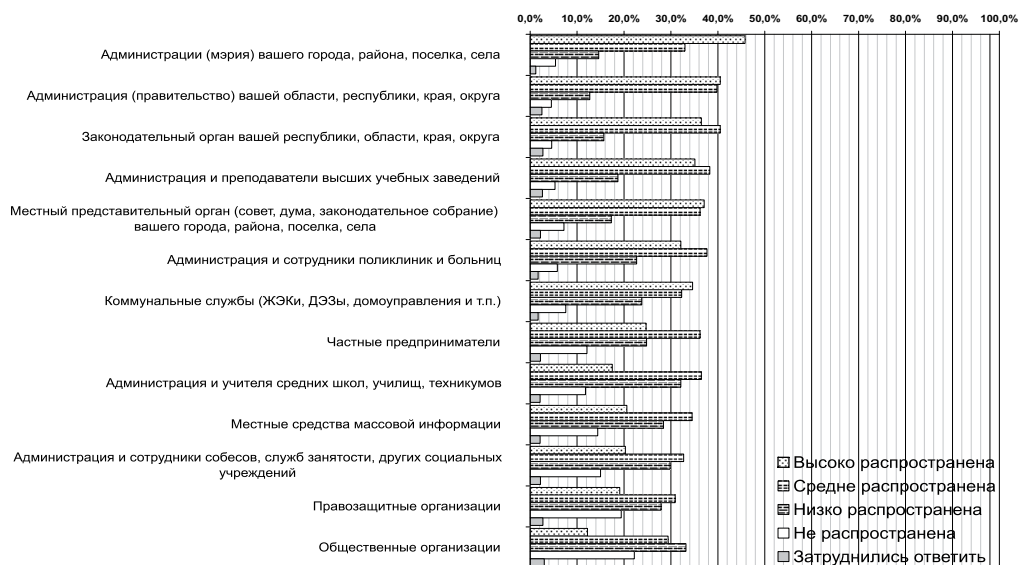 0,0% 10,0% 20,0% 30,0% 40,0% 50,0% 60,0% 70,0% 80,0% 90,0% 100,0%
Администрации (мэрия) вашего города, района, поселка, села
Администрация (правительство) вашей области, республики, края, округа
Законодательный орган вашей республики, области, края, округа
Администрация и преподаватели высших учебных заведений
Местный представительный орган (совет, дума, законодательное собрание)
вашего города, района, поселка, села
Администрация и сотрудники поликлиник и больниц
Коммунальные службы (ЖЭКи, ДЭЗы, домоуправления и т.п.)
Частные предприниматели
Администрация и учителя средних школ, училищ, техникумов
Местные средства массовой информации
Администрация и сотрудники собесов, служб занятости, других социальных
учреждений
Правозащитные организации
Общественные организации
Высоко распространена
Средне распространена
Низко распространена
Не распространена
Затруднились ответить